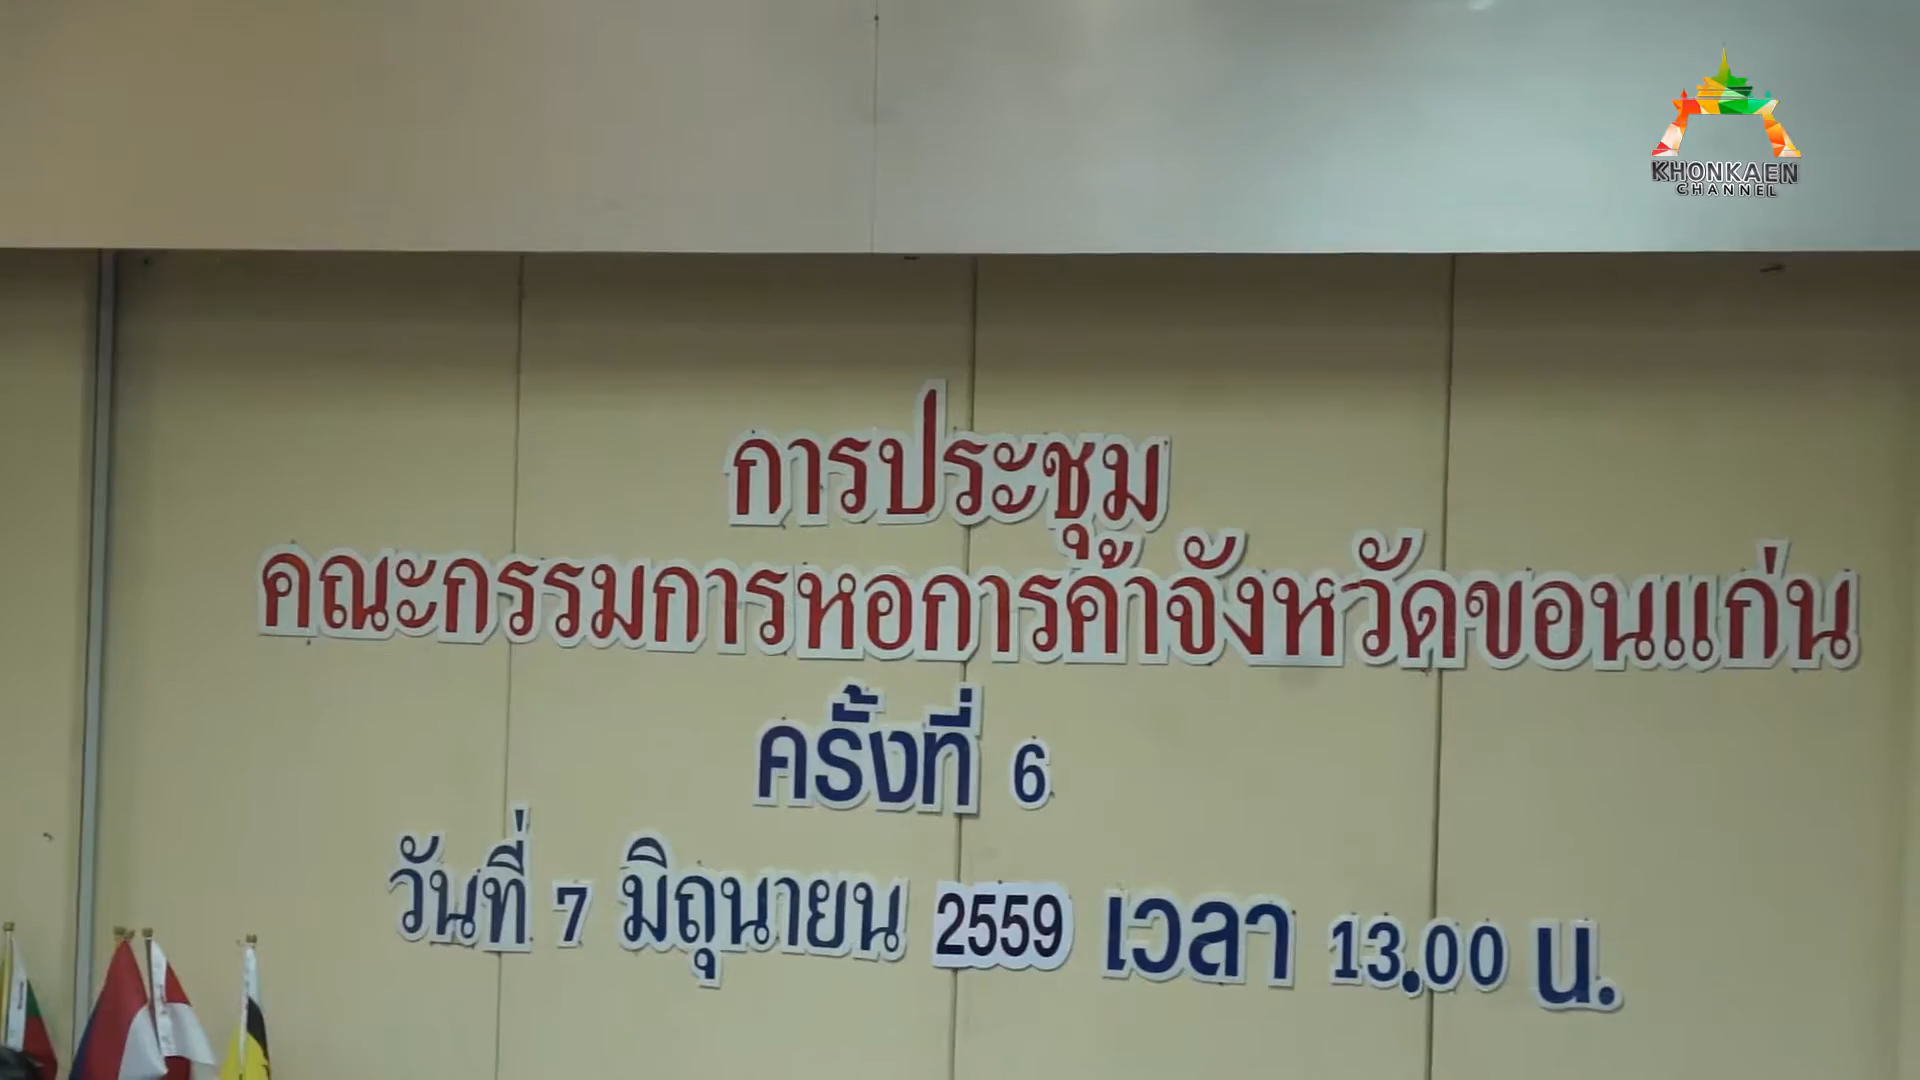 KHONKAEN
CHANNEL
การประชุม
คณะกรรมการหอการค้าจังหวัดขอนแก่น
ครั้งที่ 6
วันที่ 7 มิถุนายน 2559 เวลา 13.00 น.